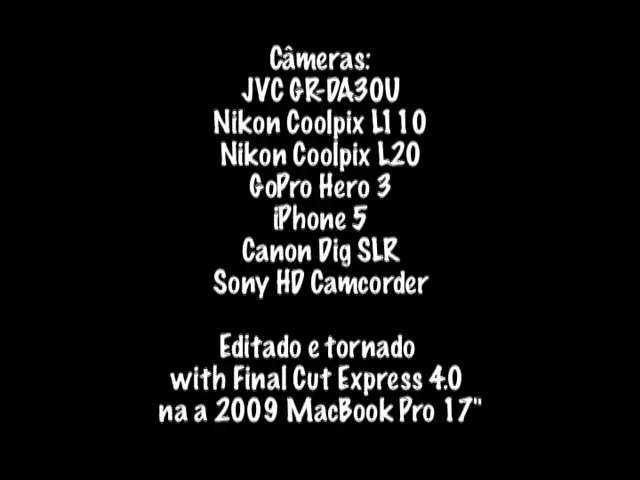 Câmeras:
JVC GR-DA30U
Nikon Coolpix L110
Nikon Coolpix L20
GoPro Hero 3
iPhone 5
Canon Dig SLR
Sony HD Camcorder
Editado e tornado
with Final Cut Express 4.0
na a 2009 MacBook Pro 17"